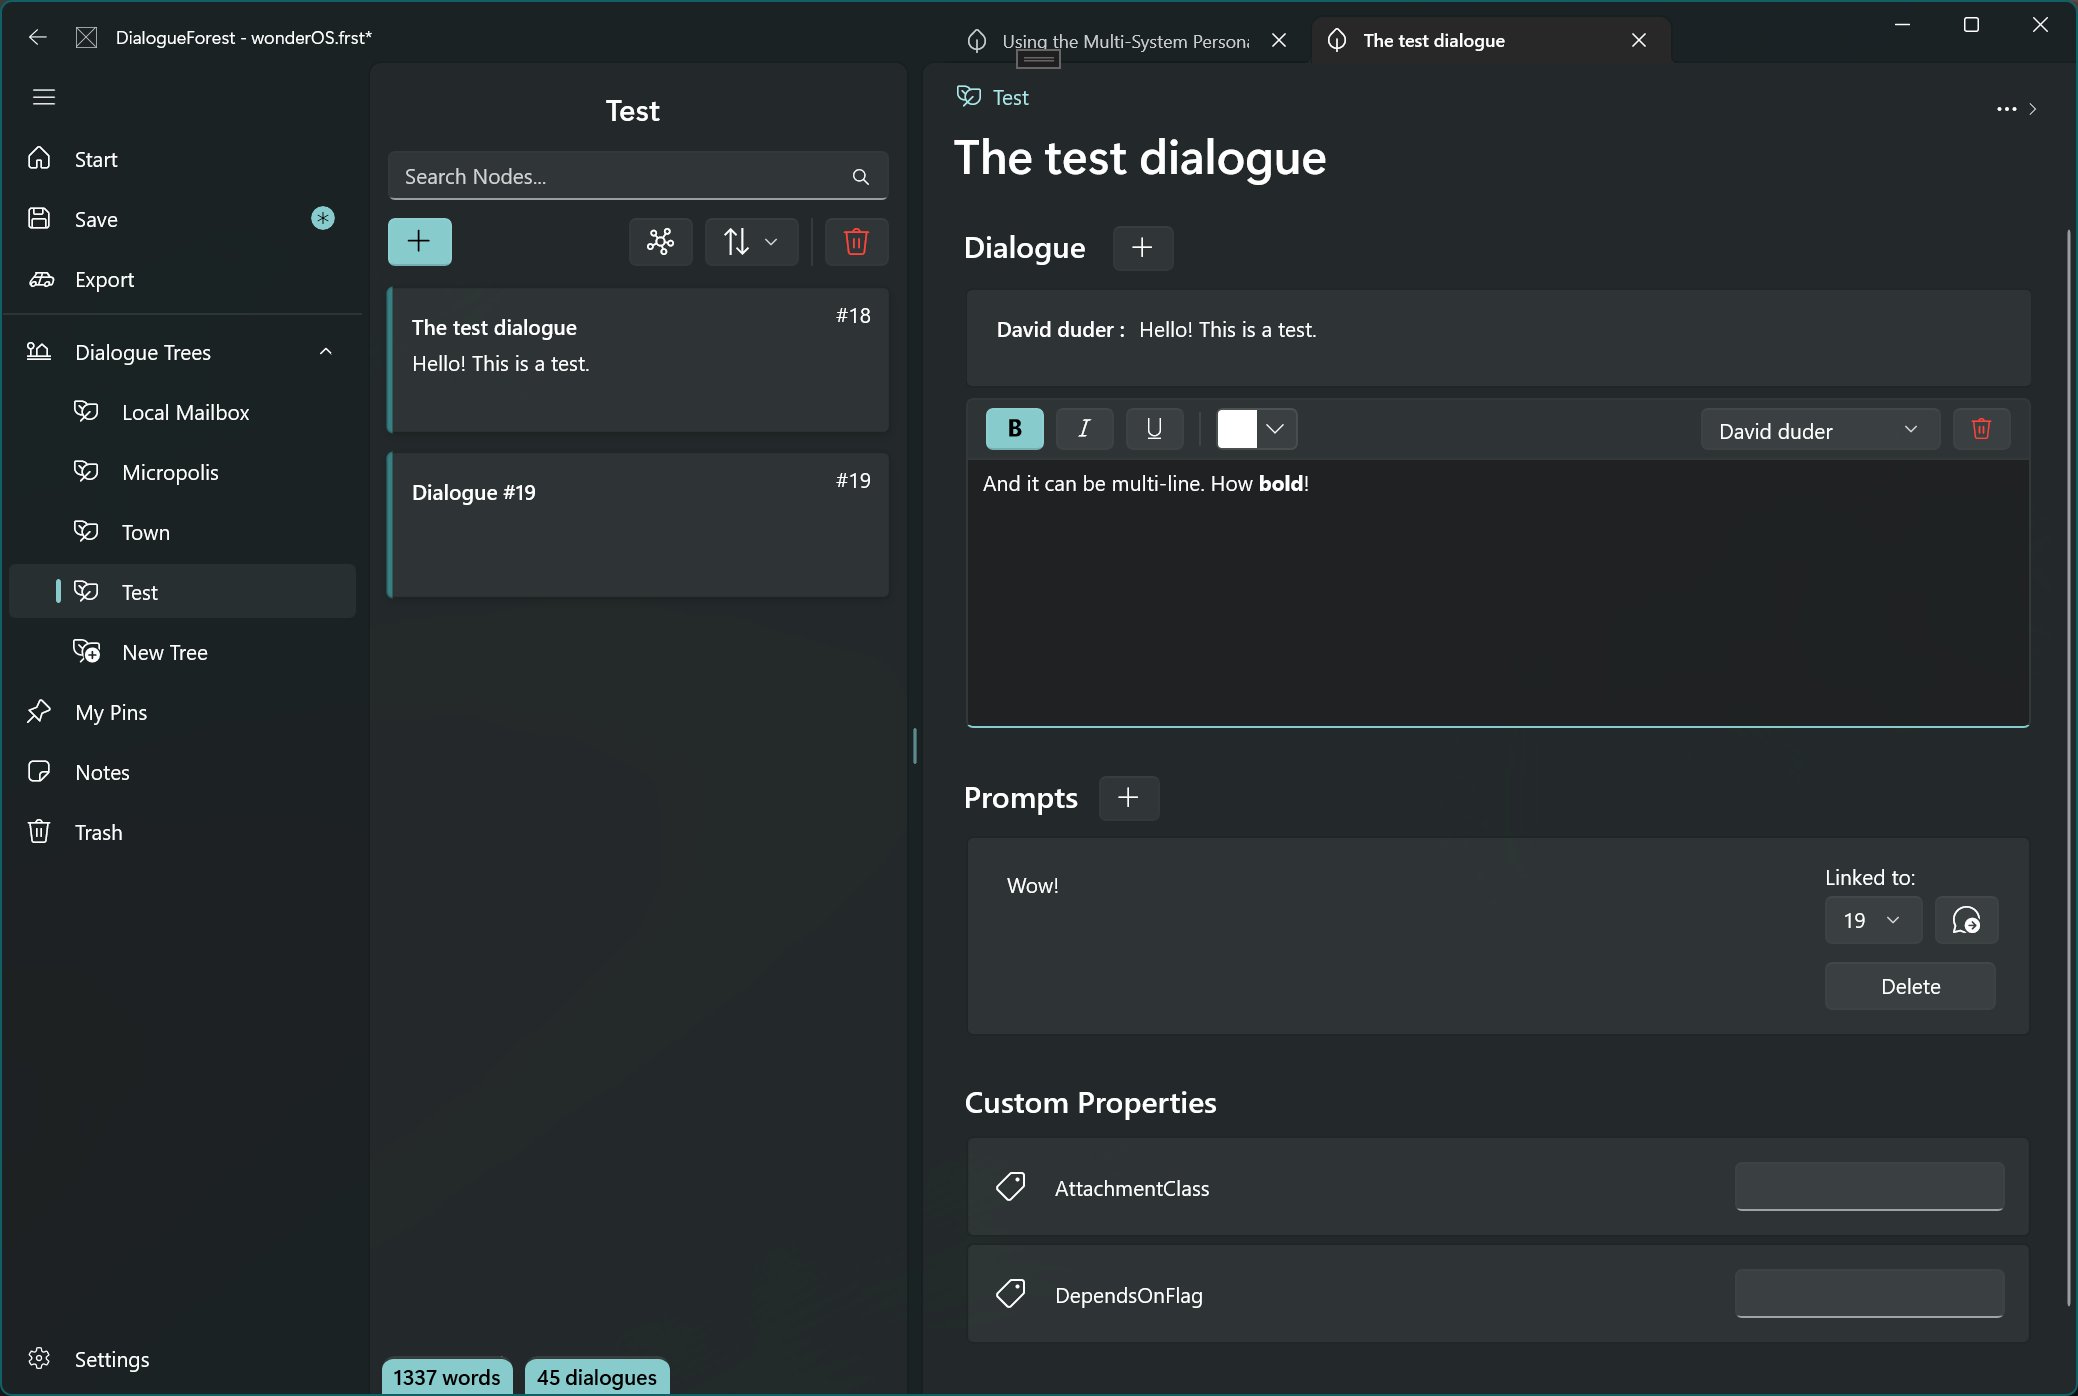 DialogueForest - wonderOS.frst*
Using the Multi-System Persona
The test dialogue
Start
Save
Export
Dialogue Trees
Local Mailbox
Micropolis
Town
Test
New Tree
My Pins
Notes
Trash
Settings
Test
Search Nodes...
The test dialogue
#18
Hello! This is a test.
Dialogue #19
#19
1337 words
45 dialogues
Test
The test dialogue
Dialogue
David duder : Hello! This is a test.
B I U
David duder
And it can be multi-line. How bold!
Prompts
Wow!
Linked to:
19
Delete
Custom Properties
AttachmentClass
DependsOnFlag